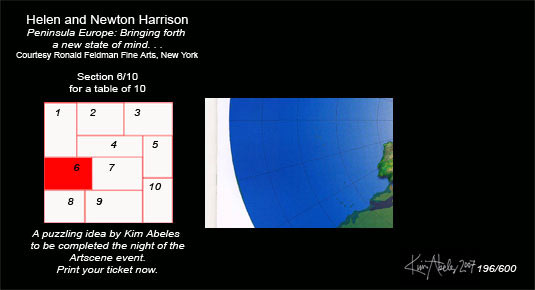 Helen and Newton Harrison
Peninsula Europe: Bringing forth
a new state of mind. . .
Courtesy Ronald Feldman Fine Arts, New York
Section 6/10
for a table of 10
1 2 3
4 5
6 7
10
8 9
A puzzling idea by Kim Abeles
to be completed the night of the
Artscene event.
Print your ticket now.
Kim Abeles 2007 196/600